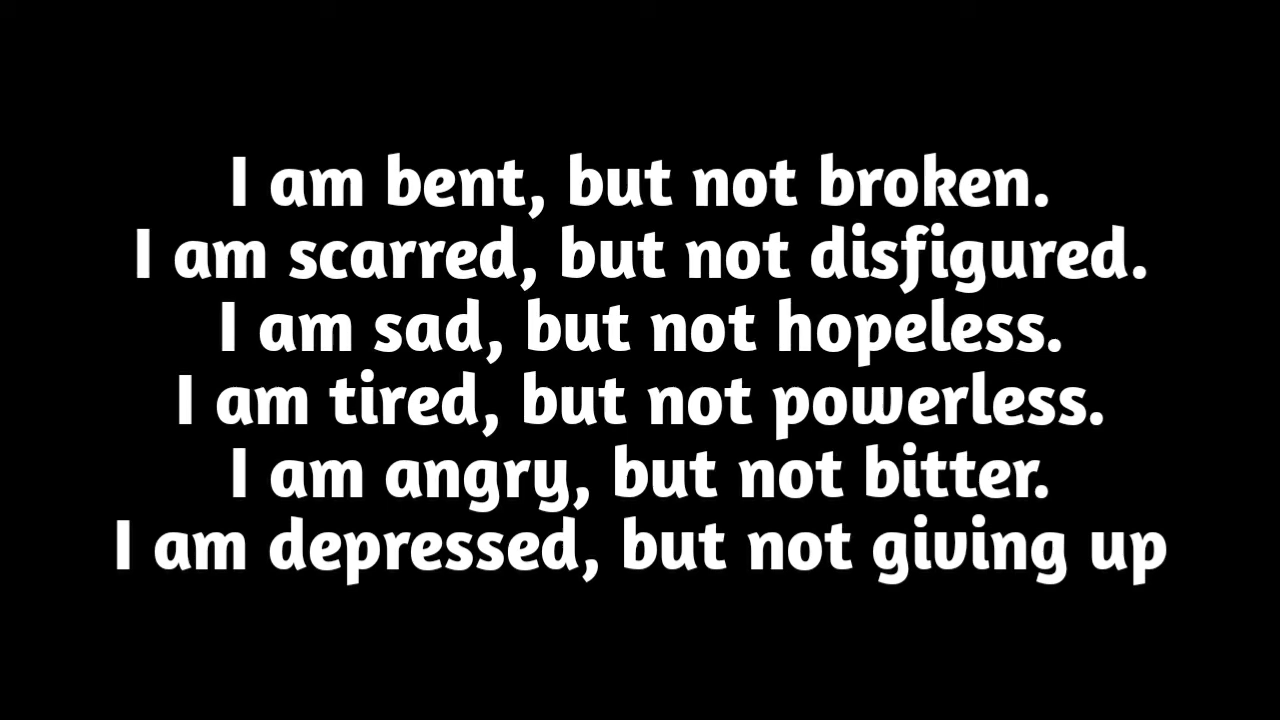 I am bent, but not broken.
I am scarred, but not disfigured.
I am sad, but not hopeless.
I am tired, but not powerless.
I am angry, but not bitter.
I am depressed, but not giving up